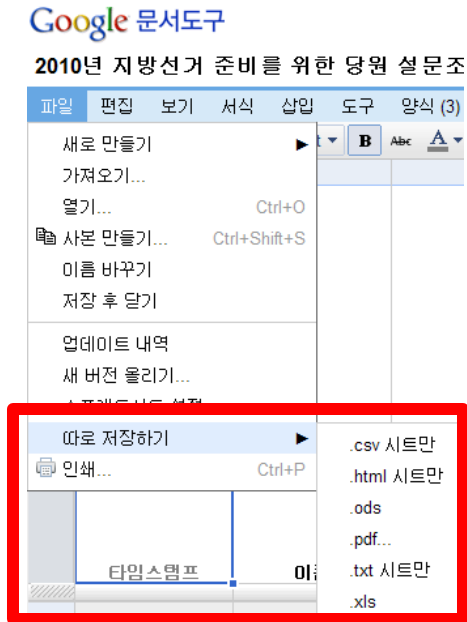 Google 문서도구
2010년 지방선거 준비를 위한 당원 설문조
파일 편집 보기 서식 삽입 도구 양식 (3)
새로 만들기
B Abc A
가져오기...
열기... Ctrl+O
사본 만들기... Ctrl+Shift+S
이름 바꾸기
저장 후 닫기
업데이트 내역
새 버전 올리기...
따로 저장하기
.csv 시트만
인쇄... Ctrl+P
.html 시트만
.ods
.pdf...
타임스탬프
.txt 시트만
.xls